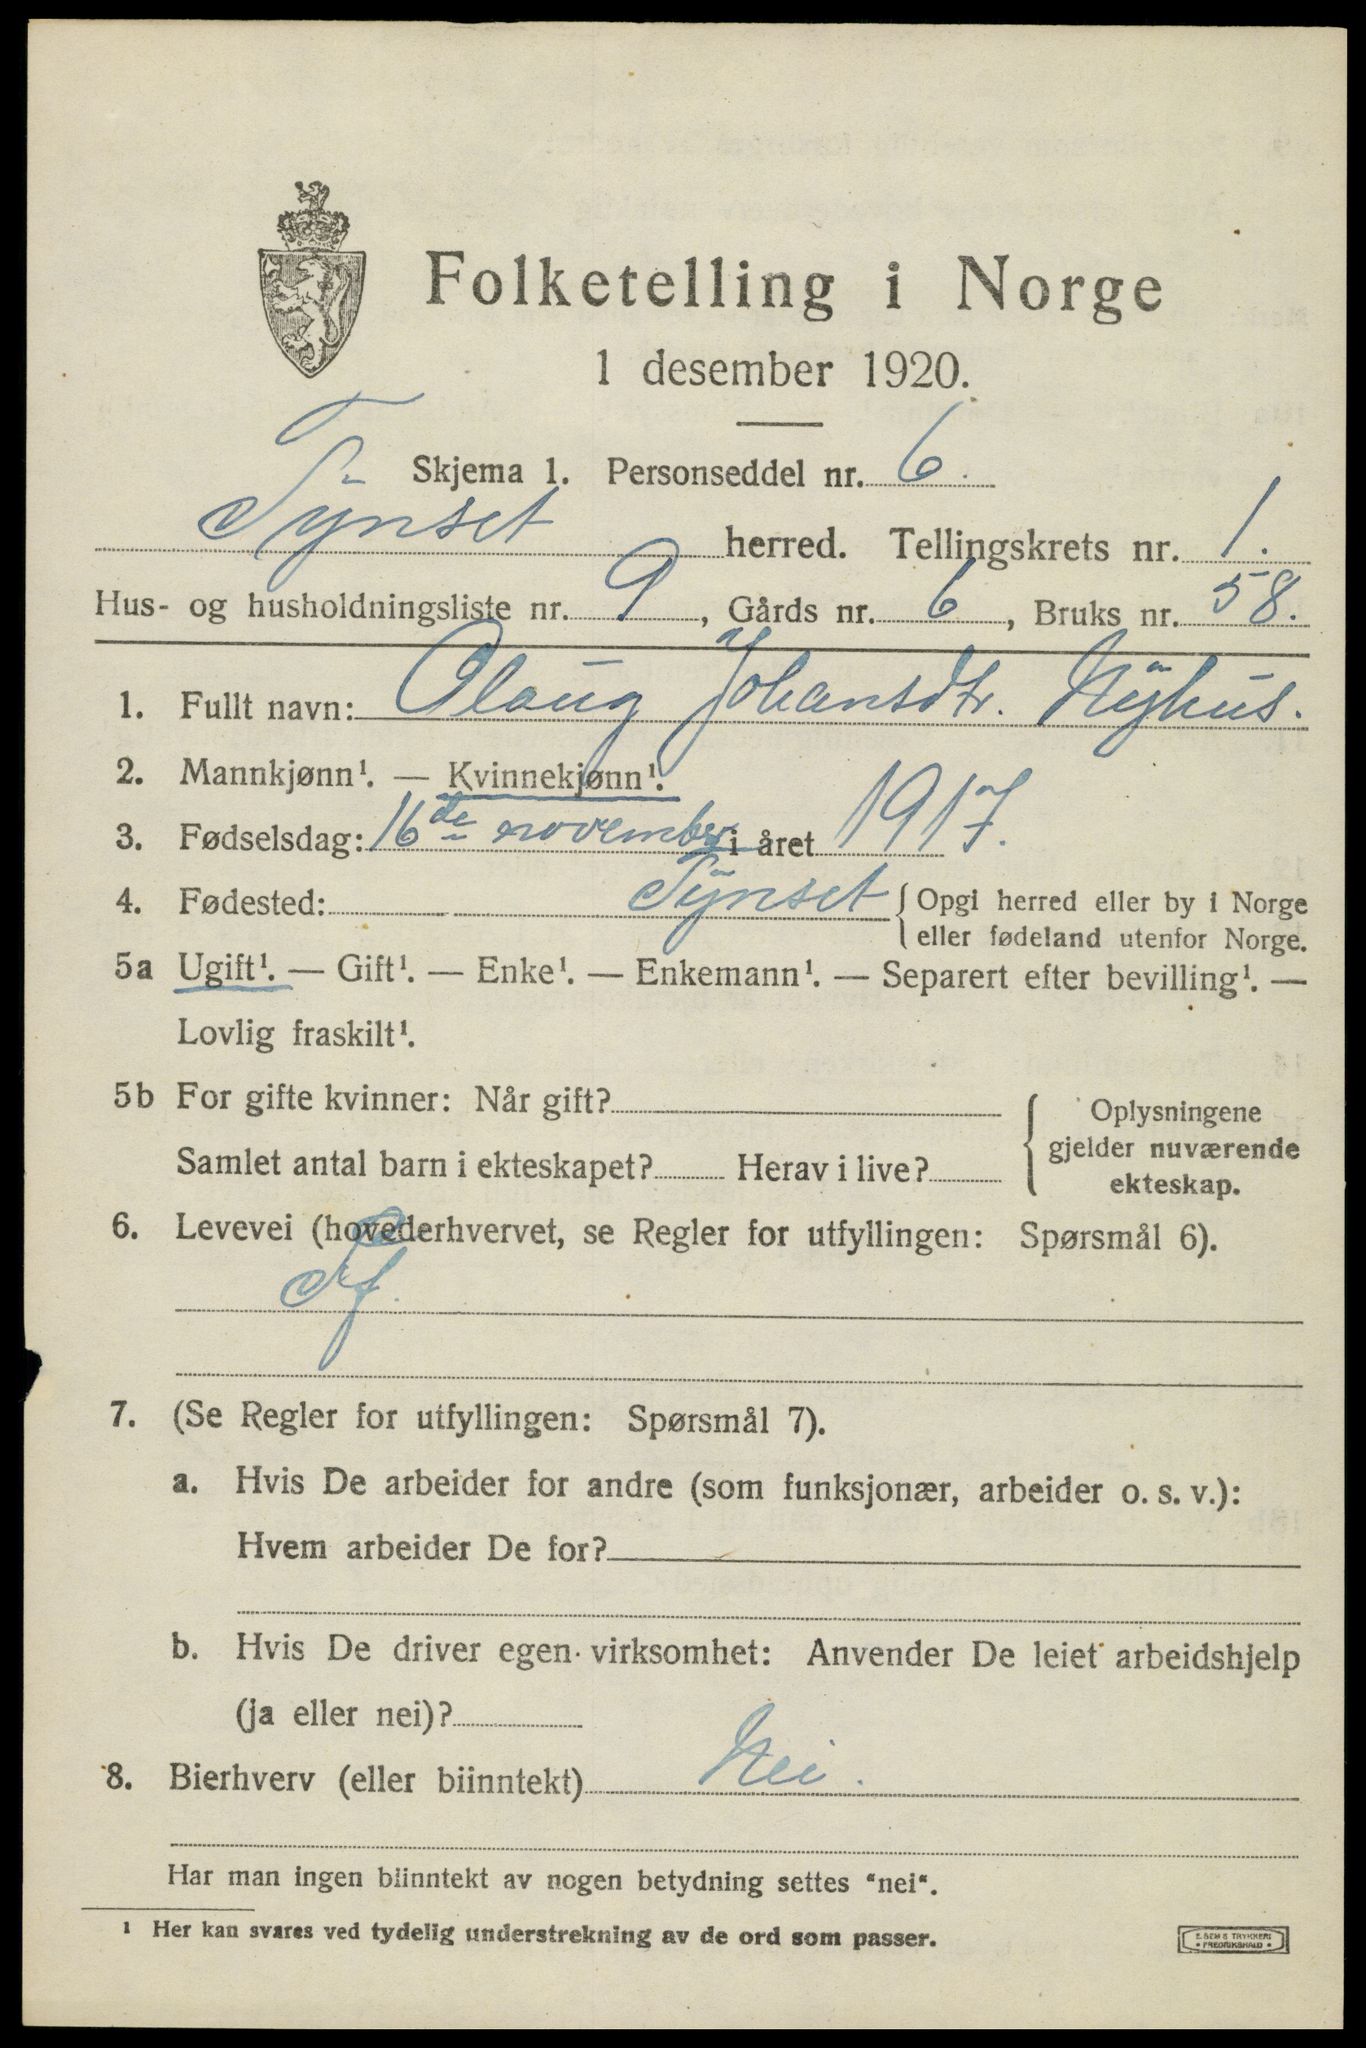 Folketelling i Norge
1 desember 1920.
Skjema 1. Personseddel nr. 6.
Tynset herred. Tellingskrets nr. 1.
Hus- og husholdningsliste nr. 9, Gårds nr. 6, Bruks nr. 58.
1. Fullt navn: Olaug Johansdtr. Nyhus.
2. Mannkjønn¹. — Kvinnekjønn¹.
3. Fødselsdag: 16de november i året 1917.
4. Fødested: Tynset { Opgi herred eller by i Norge
eller fødeland utenfor Norge.
5a Ugift¹. — Gift¹. — Enke¹. — Enkemann¹. — Separert efter bevilling¹. —
Lovlig fraskilt¹.
5b For gifte kvinner: Når gift?
Samlet antal barn i ekteskapet? Herav i live?
{ Oplysningene
gjelder nuværende
ekteskap.
6. Levevei (hovederhvervet, se Regler for utfyllingen: Spørsmål 6).
7. (Se Regler for utfyllingen: Spørsmål 7).
a. Hvis De arbeider for andre (som funksjonær, arbeider o. s. v.):
Hvem arbeider De for?
b. Hvis De driver egen virksomhet: Anvender De leiet arbeidshjelp
(ja eller nei)?
8. Bierhverv (eller biinntekt) Nei.
Har man ingen biinntekt av nogen betydning settes "nei".
¹ Her kan svares ved tydelig understrekning av de ord som passer.
E. SEM'S TRYKKERI
• FREDRIKSHALD •